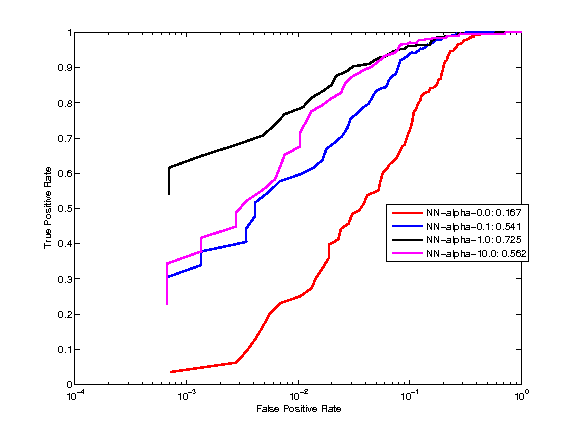 1
0.9
0.8
0.7
0.6
0.5
0.4
0.3
0.2
0.1
0
True Positive Rate
NN-alpha-0.0: 0.167
NN-alpha-0.1: 0.541
NN-alpha-1.0: 0.725
NN-alpha-10.0: 0.562
10^-4 10^-3 10^-2 10^-1 10^0
False Positive Rate